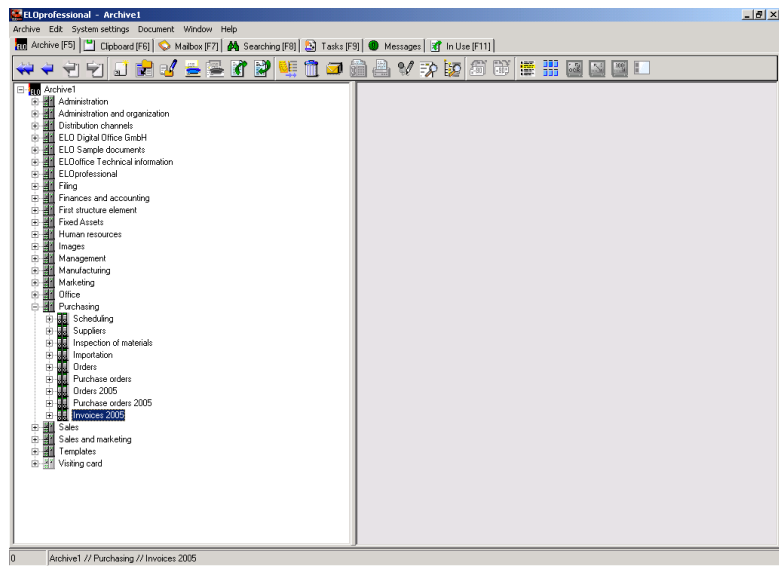 ELOprofessional - Archive1
Archive Edit System settings Document Window Help
Archive [F5] Clipboard [F6] Mailbox [F7] Searching [F8] Tasks [F9] Messages In Use [F11]
Archive1
Administration
Administration and organization
Distribution channels
ELO Digital Office GmbH
ELO Sample documents
ELOoffice Technical information
ELOprofessional
Filing
Finances and accounting
First structure element
Fixed Assets
Human resources
Images
Management
Manufacturing
Marketing
Office
Purchasing
Scheduling
Suppliers
Inspection of materials
Importation
Orders
Purchase orders
Orders 2005
Purchase orders 2005
Invoices 2005
Sales
Sales and marketing
Templates
Visiting card
0 Archive1 // Purchasing // Invoices 2005